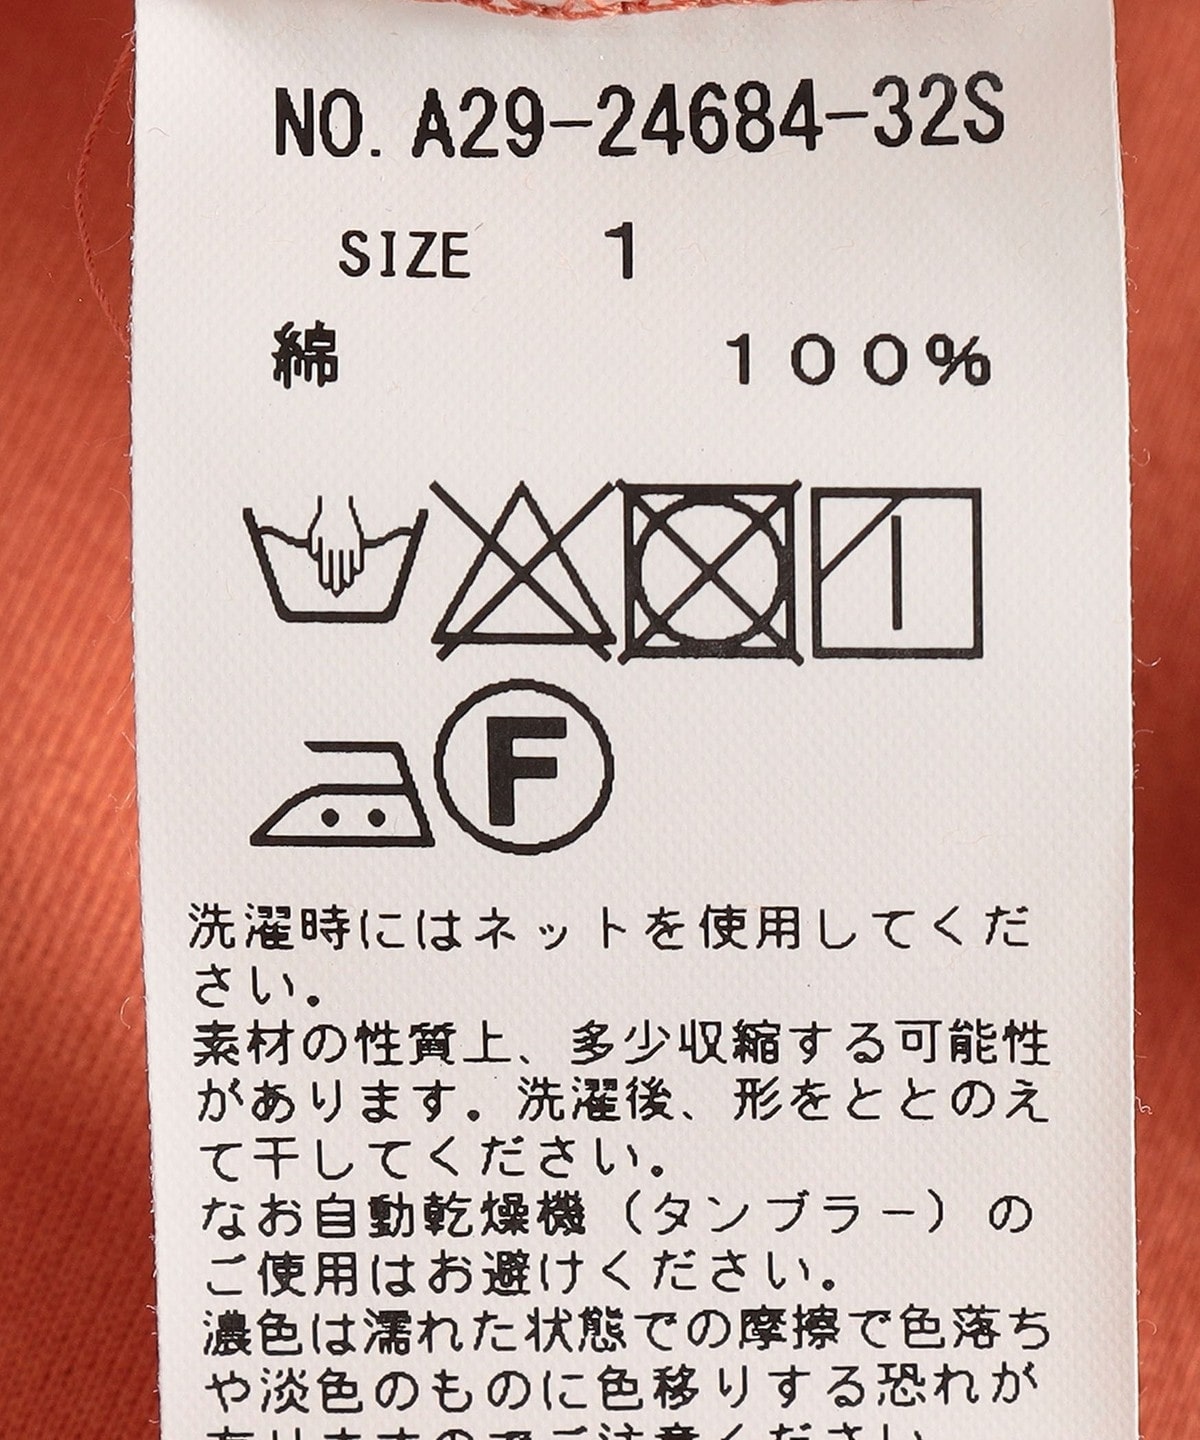 NO. A29-24684-32S
SIZE 1
綿 100%
F
洗濯時にはネットを使用してくだ
さい。
素材の性質上、多少収縮する可能性
があります。洗濯後、形をととのえ
て干してください。
なお自動乾燥機（タンブラー）の
ご使用はお避けください。
濃色は濡れた状態での摩擦で色落ち
や淡色のものに色移りする恐れが